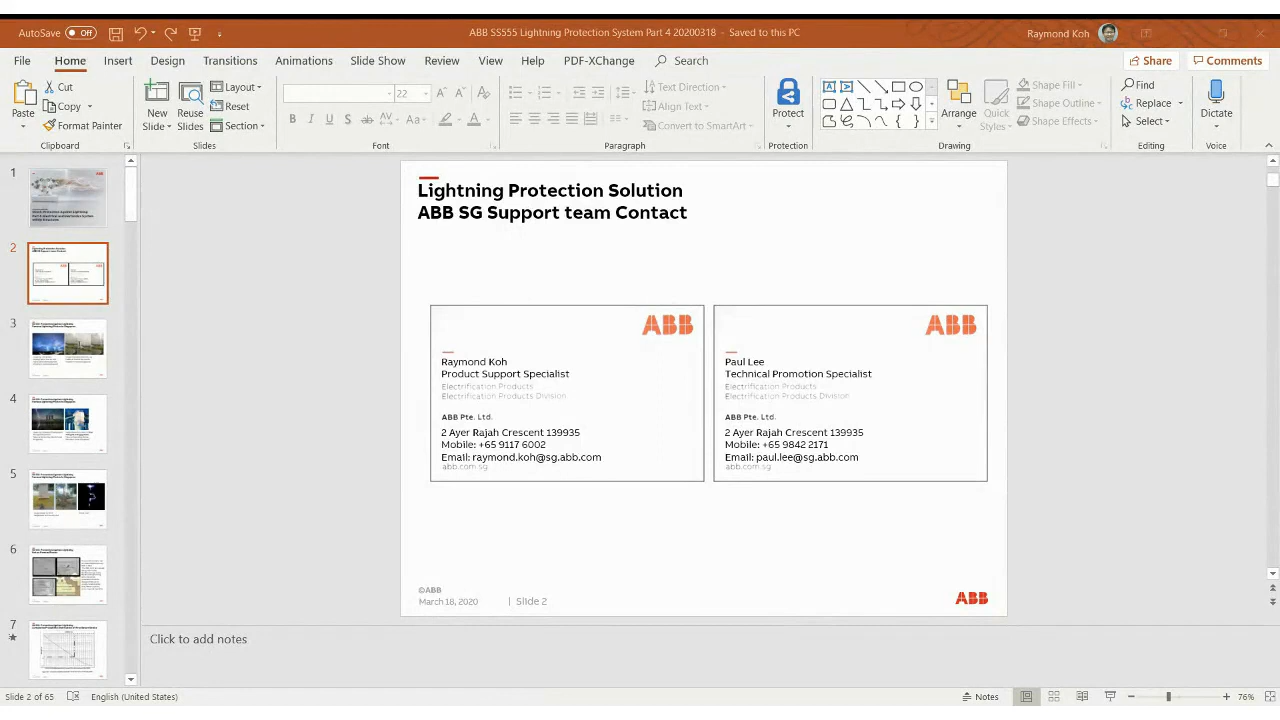 AutoSave Off
ABB SS555 Lightning Protection System Part 4 20200318 - Saved to this PC
Raymond Koh
File Home Insert Design Transitions Animations Slide Show Review View Help PDF-XChange Search
Share Comments
Paste
Cut
Copy
Format Painter
Clipboard
New Slide
Reuse Slides
Layout
Reset
Section
Slides
22
Font
Text Direction
Align Text
Convert to SmartArt
Paragraph
Protect
Protection
Arrange
Quick Styles
Shape Fill
Shape Outline
Shape Effects
Drawing
Find
Replace
Select
Editing
Dictate
Voice
1
2
3
4
5
6
7
Lightning Protection Solution
ABB SG Support team Contact
ABB
Raymond Koh
Product Support Specialist
Electrification Products
Electrification Products Division
ABB Pte. Ltd.
2 Ayer Rajah Crescent 139935
Mobile: +65 9117 6002
Email: raymond.koh@sg.abb.com
abb.com.sg
ABB
Paul Lee
Technical Promotion Specialist
Electrification Products
Electrification Products Division
ABB Pte. Ltd.
2 Ayer Rajah Crescent 139935
Mobile: +65 9842 2171
Email: paul.lee@sg.abb.com
abb.com.sg
©ABB
March 18, 2020 | Slide 2
ABB
Click to add notes
Slide 2 of 65 English (United States)
Notes
76%